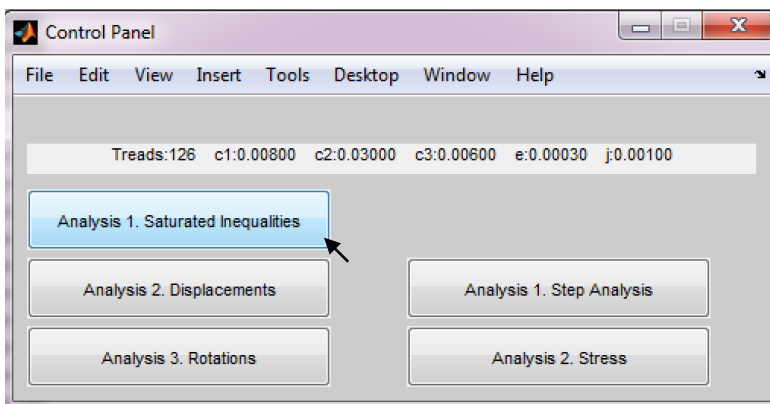 Control Panel
File Edit View Insert Tools Desktop Window Help
Treads:126 c1:0.00800 c2:0.03000 c3:0.00600 e:0.00030 j:0.00100
Analysis 1. Saturated Inequalities
Analysis 2. Displacements Analysis 1. Step Analysis
Analysis 3. Rotations Analysis 2. Stress